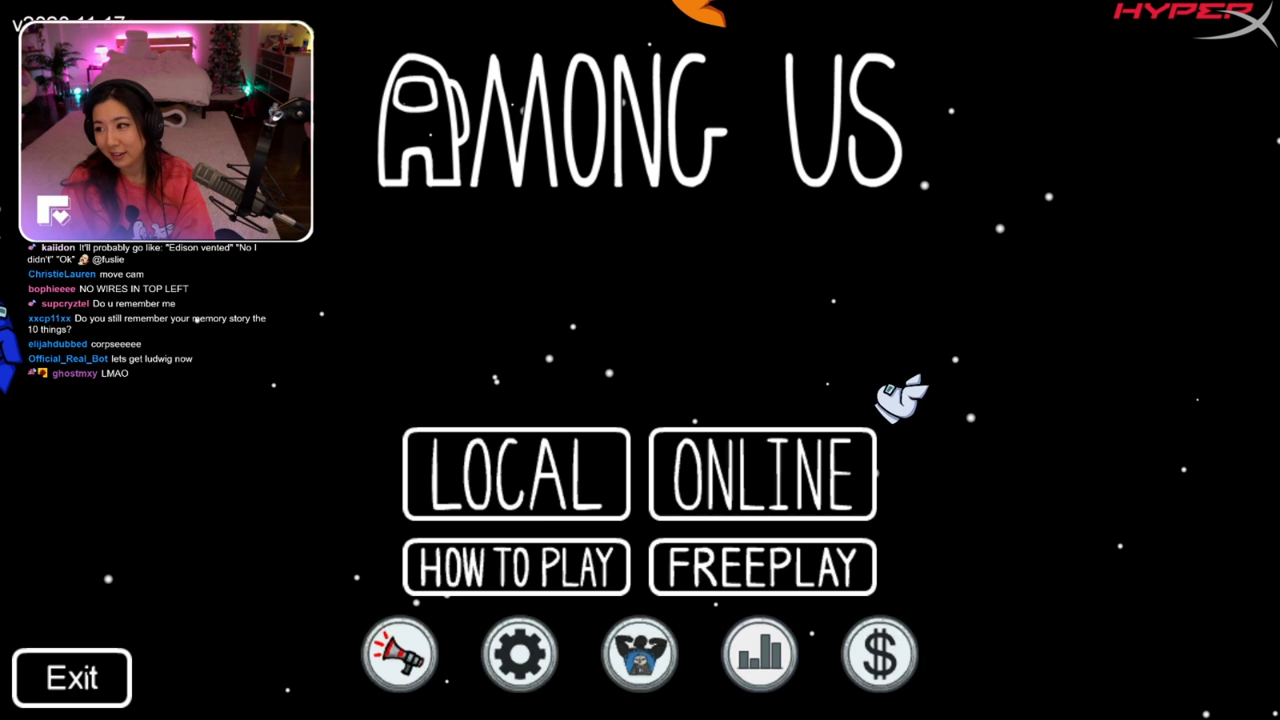 HYPERX
AMONG US
kaiidon It'll probably go like: "Edison vented" "No I
didn't" "Ok" @fuslie
ChristieLauren move cam
bophieeee NO WIRES IN TOP LEFT
supcryztel Do u remember me
xxcp11xx Do you still remember your memory story the
10 things?
elijahdubbed corpseeeee
Official_Real_Bot lets get ludwig now
ghostmxy LMAO
LOCAL
ONLINE
HOW TO PLAY
FREEPLAY
$
Exit